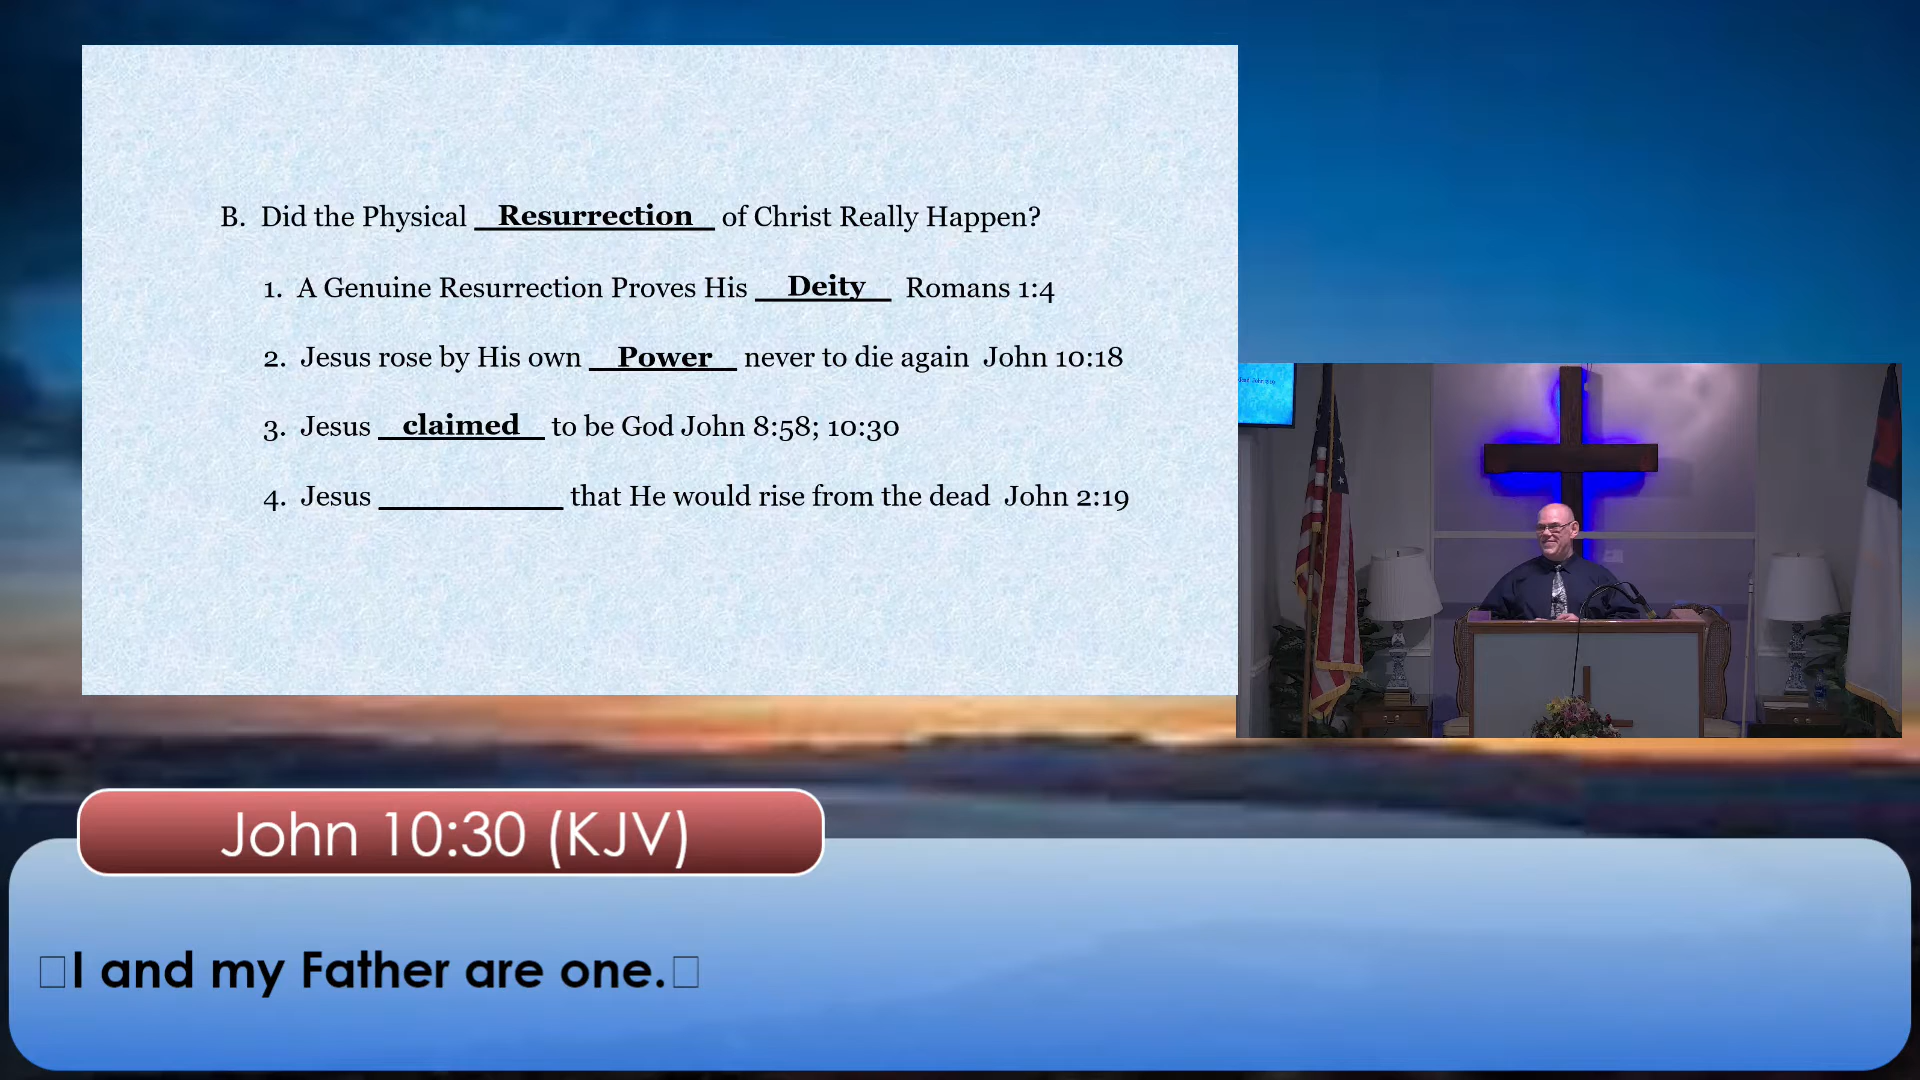 B. Did the Physical Resurrection of Christ Really Happen?
1. A Genuine Resurrection Proves His Deity Romans 1:4
2. Jesus rose by His own Power never to die again John 10:18
3. Jesus claimed to be God John 8:58; 10:30
4. Jesus ____________ that He would rise from the dead John 2:19
John 10:30 (KJV)
I and my Father are one.